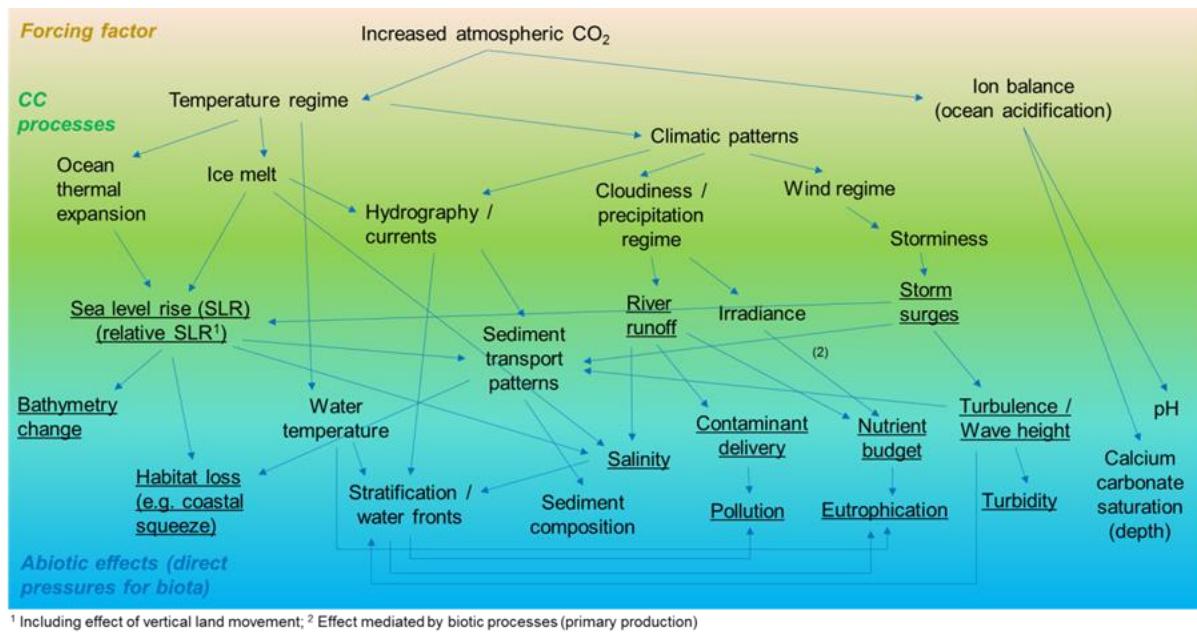 Forcing factor
Increased atmospheric CO₂
CC
processes
Temperature regime
Ion balance
(ocean acidification)
Climatic patterns
Ocean
thermal
expansion
Ice melt
Hydrography /
currents
Cloudiness /
precipitation
regime
Wind regime
Storminess
Sea level rise (SLR)
(relative SLR¹)
Sediment
transport
patterns
River
runoff
Irradiance
Storm
surges
(2)
Bathymetry
change
Water
temperature
Contaminant
delivery
Nutrient
budget
Turbulence /
Wave height
pH
Habitat loss
(e.g. coastal
squeeze)
Stratification /
water fronts
Salinity
Sediment
composition
Pollution
Eutrophication
Turbidity
Calcium
carbonate
saturation
(depth)
Abiotic effects (direct
pressures for biota)
¹ Including effect of vertical land movement; ² Effect mediated by biotic processes (primary production)